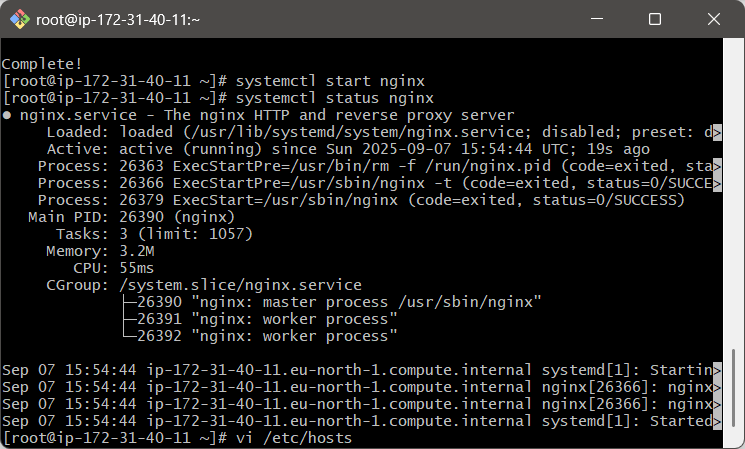 root@ip-172-31-40-11:~
Complete!
[root@ip-172-31-40-11 ~]# systemctl start nginx
[root@ip-172-31-40-11 ~]# systemctl status nginx
● nginx.service - The nginx HTTP and reverse proxy server
     Loaded: loaded (/usr/lib/systemd/system/nginx.service; disabled; preset: d>
     Active: active (running) since Sun 2025-09-07 15:54:44 UTC; 19s ago
    Process: 26363 ExecStartPre=/usr/bin/rm -f /run/nginx.pid (code=exited, sta>
    Process: 26366 ExecStartPre=/usr/sbin/nginx -t (code=exited, status=0/SUCCE>
    Process: 26379 ExecStart=/usr/sbin/nginx (code=exited, status=0/SUCCESS)
   Main PID: 26390 (nginx)
      Tasks: 3 (limit: 1057)
     Memory: 3.2M
        CPU: 55ms
     CGroup: /system.slice/nginx.service
             ├─26390 "nginx: master process /usr/sbin/nginx"
             ├─26391 "nginx: worker process"
             └─26392 "nginx: worker process"
Sep 07 15:54:44 ip-172-31-40-11.eu-north-1.compute.internal systemd[1]: Startin>
Sep 07 15:54:44 ip-172-31-40-11.eu-north-1.compute.internal nginx[26366]: nginx>
Sep 07 15:54:44 ip-172-31-40-11.eu-north-1.compute.internal nginx[26366]: nginx>
Sep 07 15:54:44 ip-172-31-40-11.eu-north-1.compute.internal systemd[1]: Started>
[root@ip-172-31-40-11 ~]# vi /etc/hosts